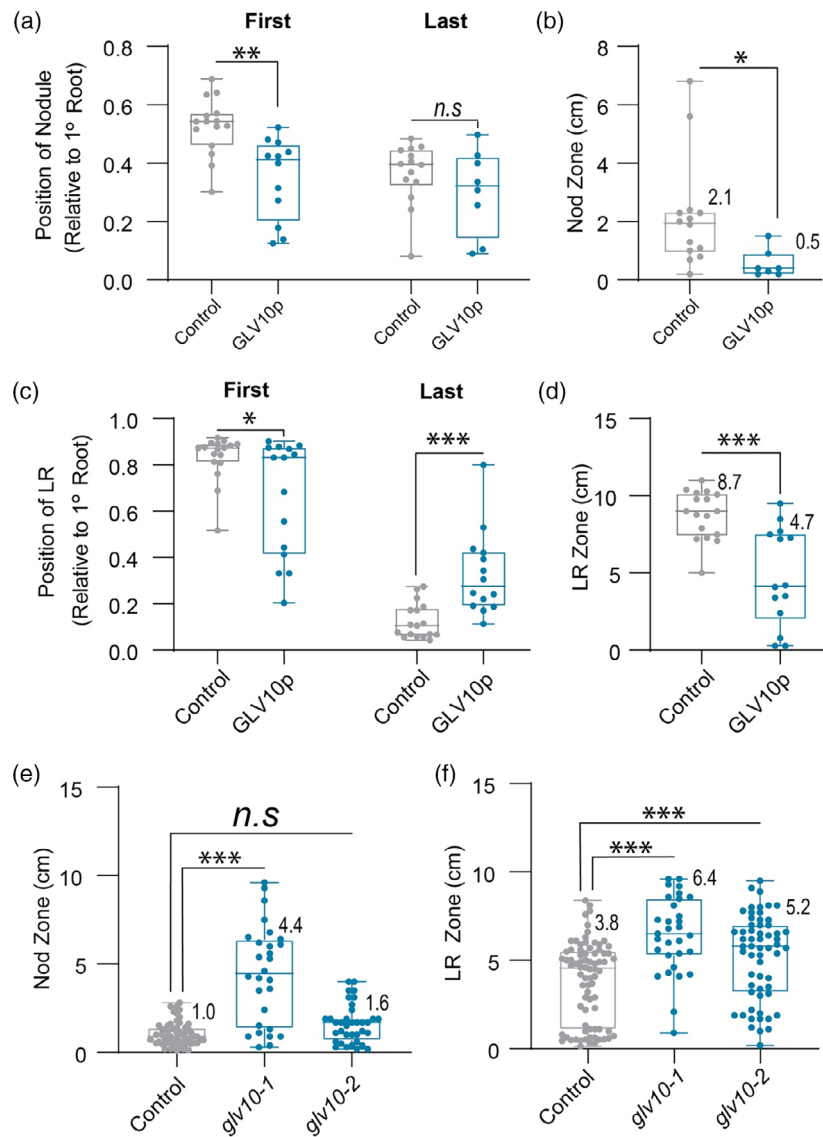 (a)
First
Last
Position of Nodule
(Relative to 1º Root)
0.8
0.6
0.4
0.2
0.0
**
n.s
Control
GLV10p
Control
GLV10p
(b)
Nod Zone (cm)
8
6
4
2
0
*
2.1
0.5
Control
GLV10p
(c)
First
Last
Position of LR
(Relative to 1º Root)
1.0
0.8
0.6
0.4
0.2
0.0
*
***
Control
GLV10p
Control
GLV10p
(d)
LR Zone (cm)
15
10
5
0
***
8.7
4.7
Control
GLV10p
(e)
Nod Zone (cm)
15
10
5
0
n.s
***
1.0
4.4
1.6
Control
glv10-1
glv10-2
(f)
LR Zone (cm)
15
10
5
0
***
***
3.8
6.4
5.2
Control
glv10-1
glv10-2